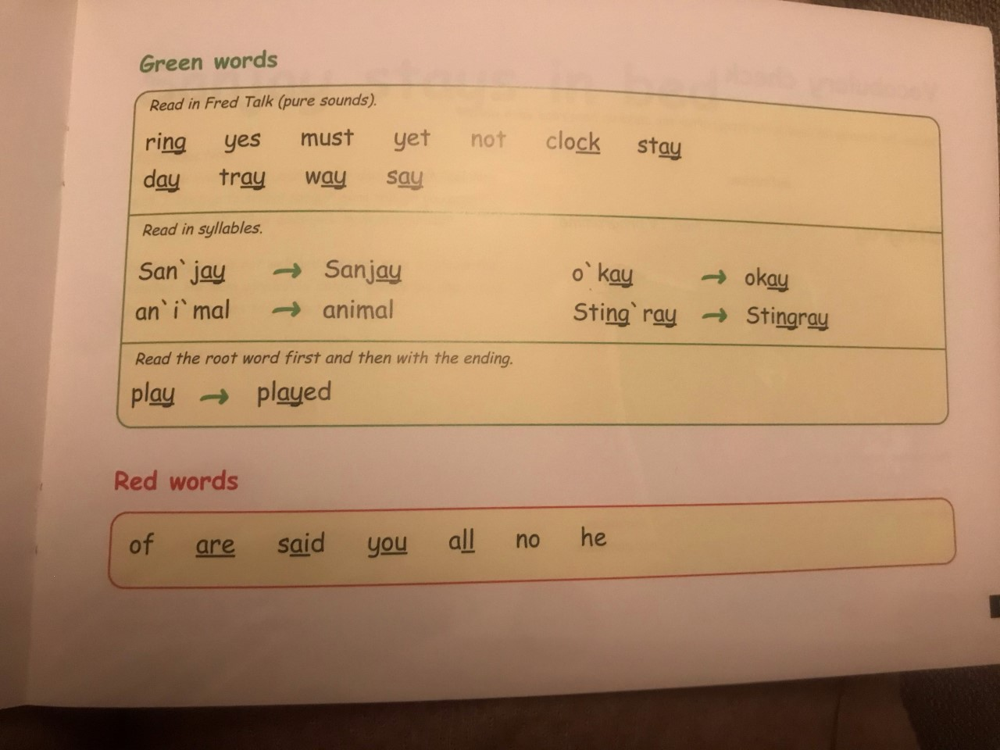 Green words
Read in Fred Talk (pure sounds).
ring yes must yet not clock stay
day tray way say
Read in syllables.
San`jay → Sanjay o`kay → okay
an`i`mal → animal Sting`ray → Stingray
Read the root word first and then with the ending.
play → played
Red words
of are said you all no he